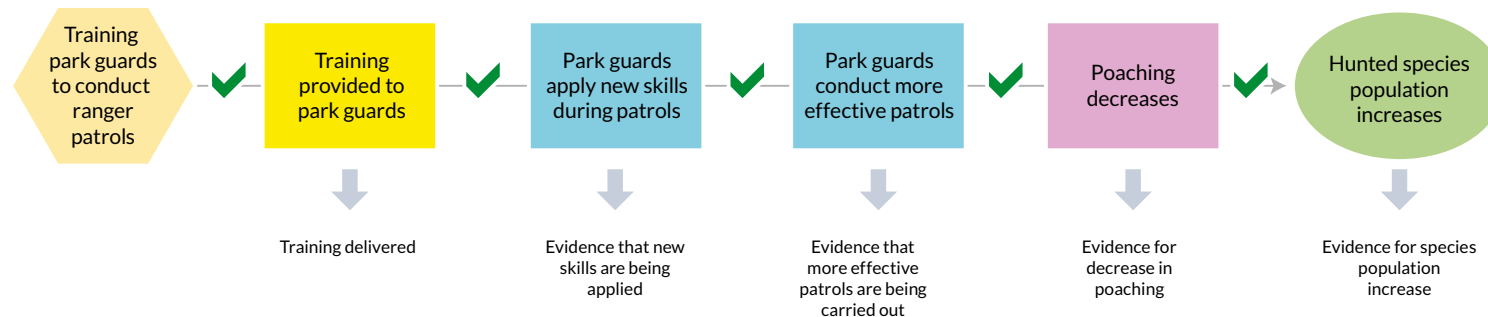 Training
park guards
to conduct
ranger
patrols
Training
provided to
park guards
Park guards
apply new skills
during patrols
Park guards
conduct more
effective patrols
Poaching
decreases
Hunted species
population
increases
Training delivered
Evidence that new
skills are being
applied
Evidence that
more effective
patrols are being
carried out
Evidence for
decrease in
poaching
Evidence for species
population
increase